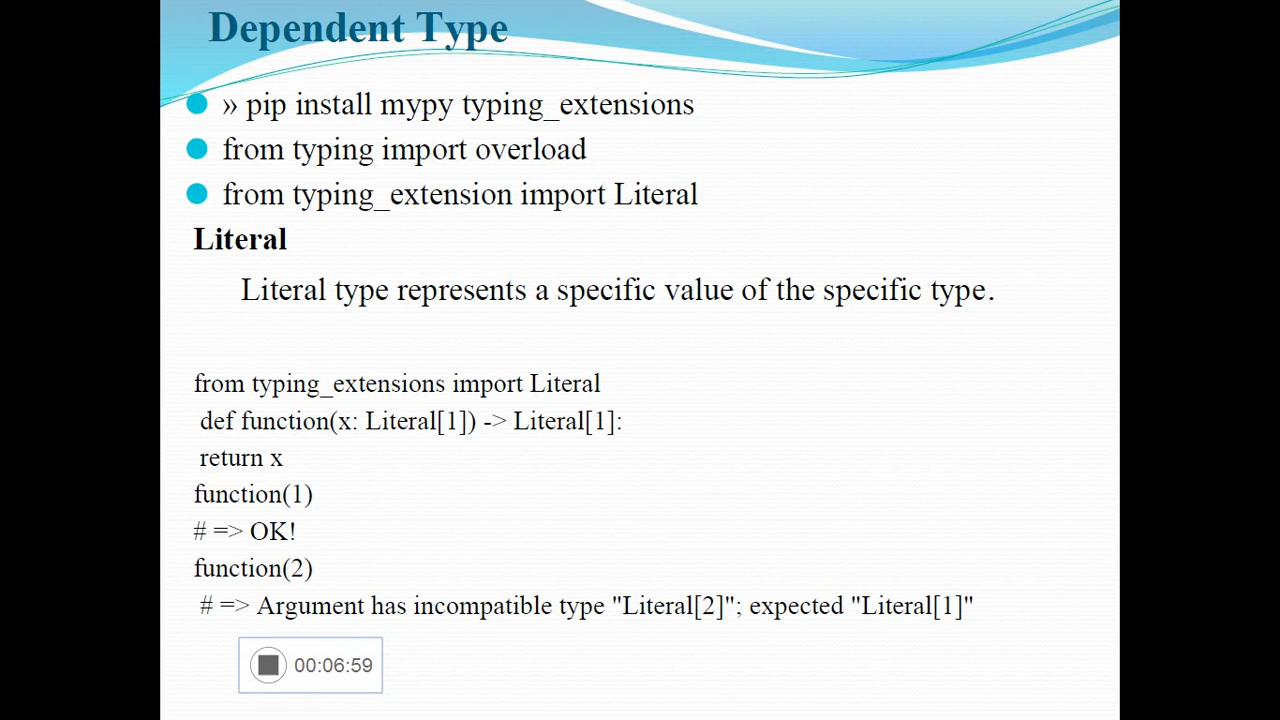 Dependent Type
» pip install mypy typing_extensions
from typing import overload
from typing_extension import Literal
Literal
Literal type represents a specific value of the specific type.
from typing_extensions import Literal
def function(x: Literal[1]) -> Literal[1]:
return x
function(1)
# => OK!
function(2)
# => Argument has incompatible type "Literal[2]"; expected "Literal[1]"
00:06:59